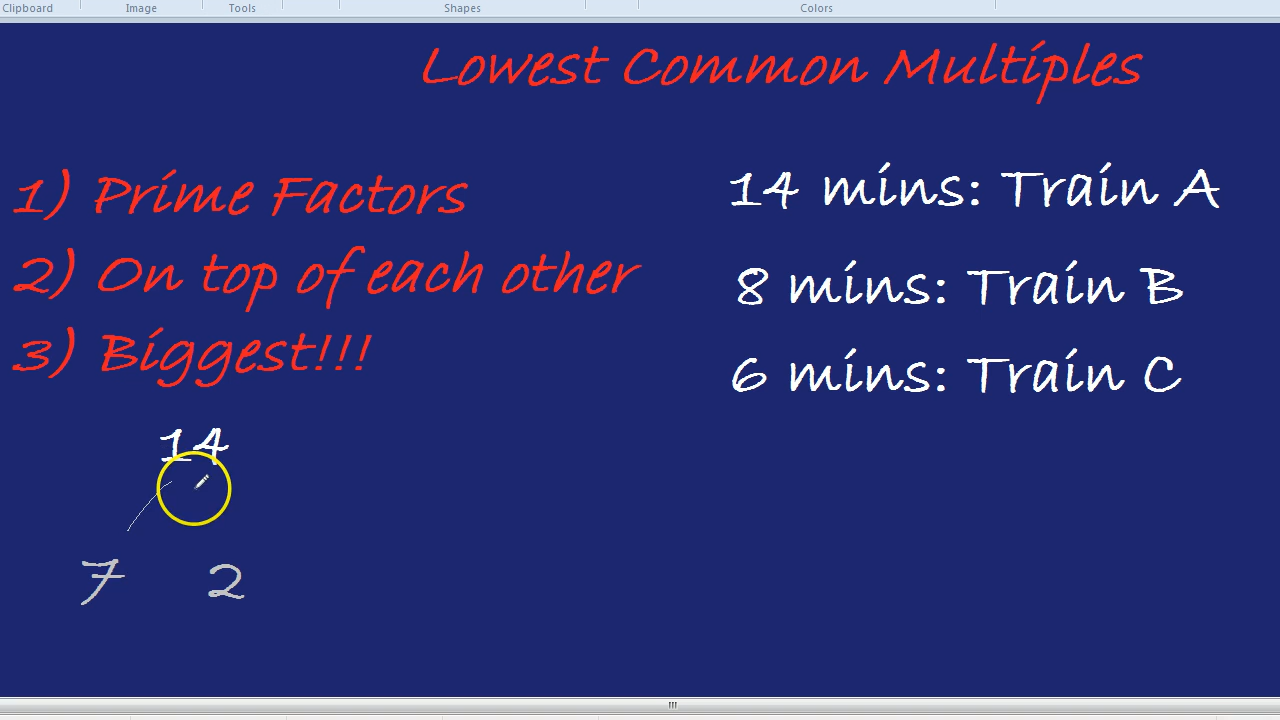 Clipboard Image Tools Shapes Colors
Lowest Common Multiples
1) Prime Factors
2) On top of each other
3) Biggest!!!
14 mins: Train A
8 mins: Train B
6 mins: Train C
14
7 2